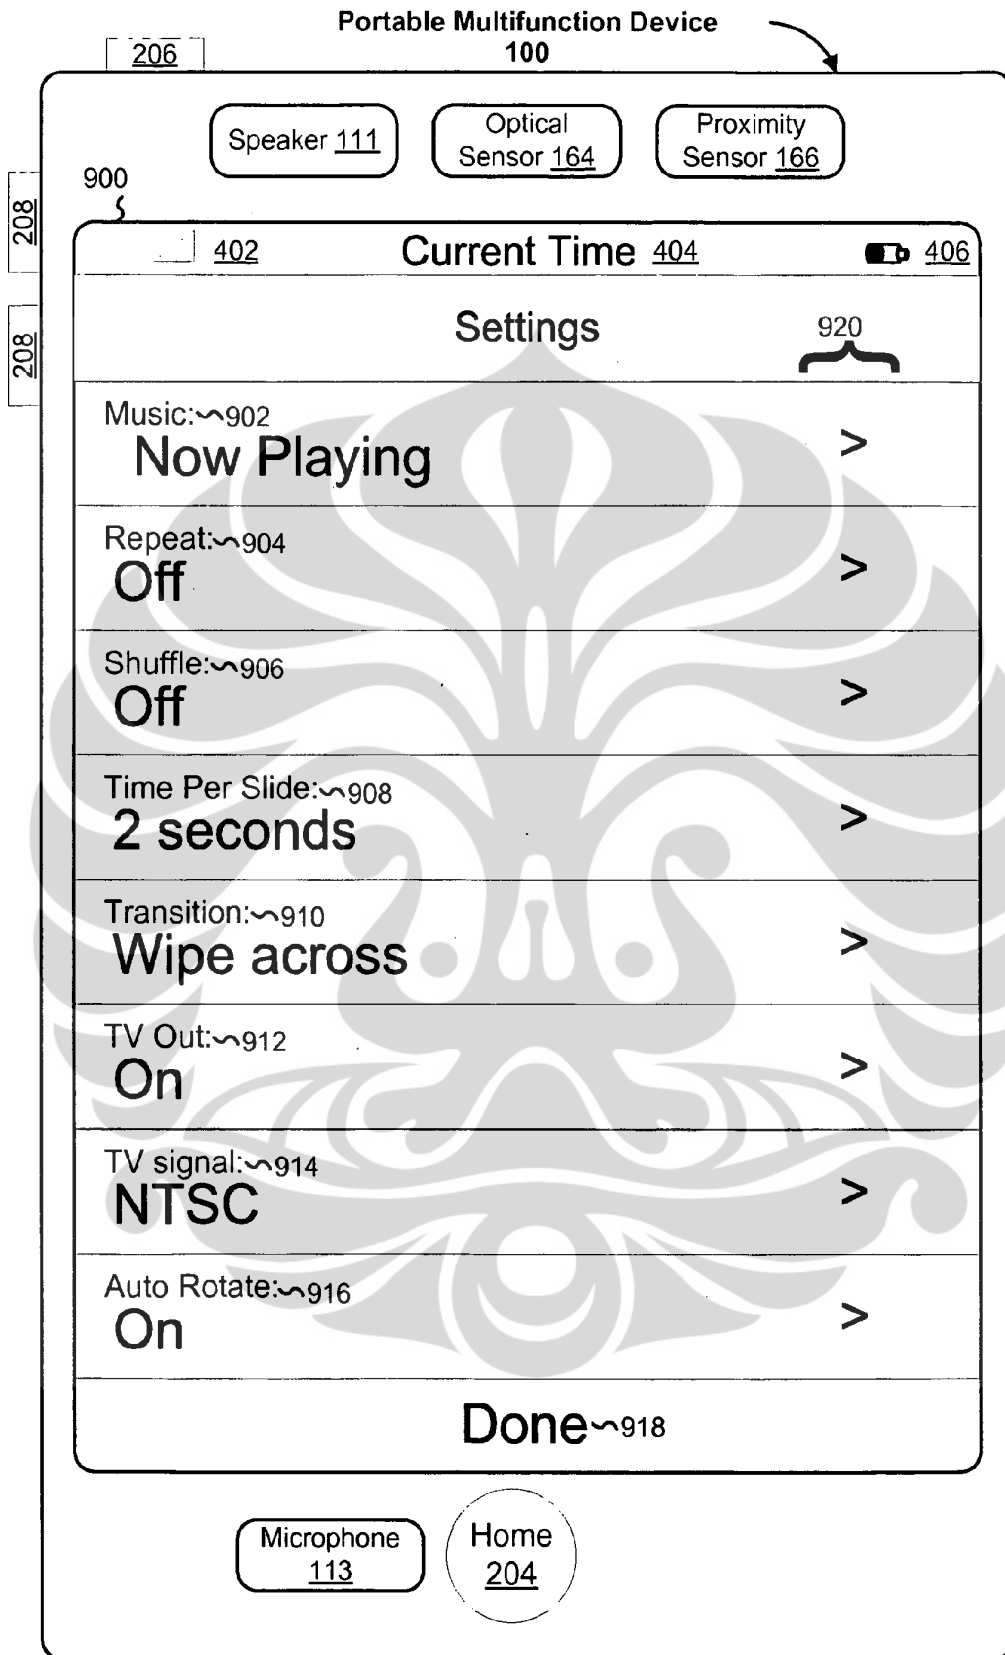 Portable Multifunction Device
100
206
Speaker 111
Optical
Sensor 164
Proximity
Sensor 166
900
208
402 Current Time 404 406
Settings 920
208
Music: 902
Now Playing >
Repeat: 904
Off >
Shuffle: 906
Off >
Time Per Slide: 908
2 seconds >
Transition: 910
Wipe across >
TV Out: 912
On >
TV signal: 914
NTSC >
Auto Rotate: 916
On >
Done 918
Microphone
113
Home
204